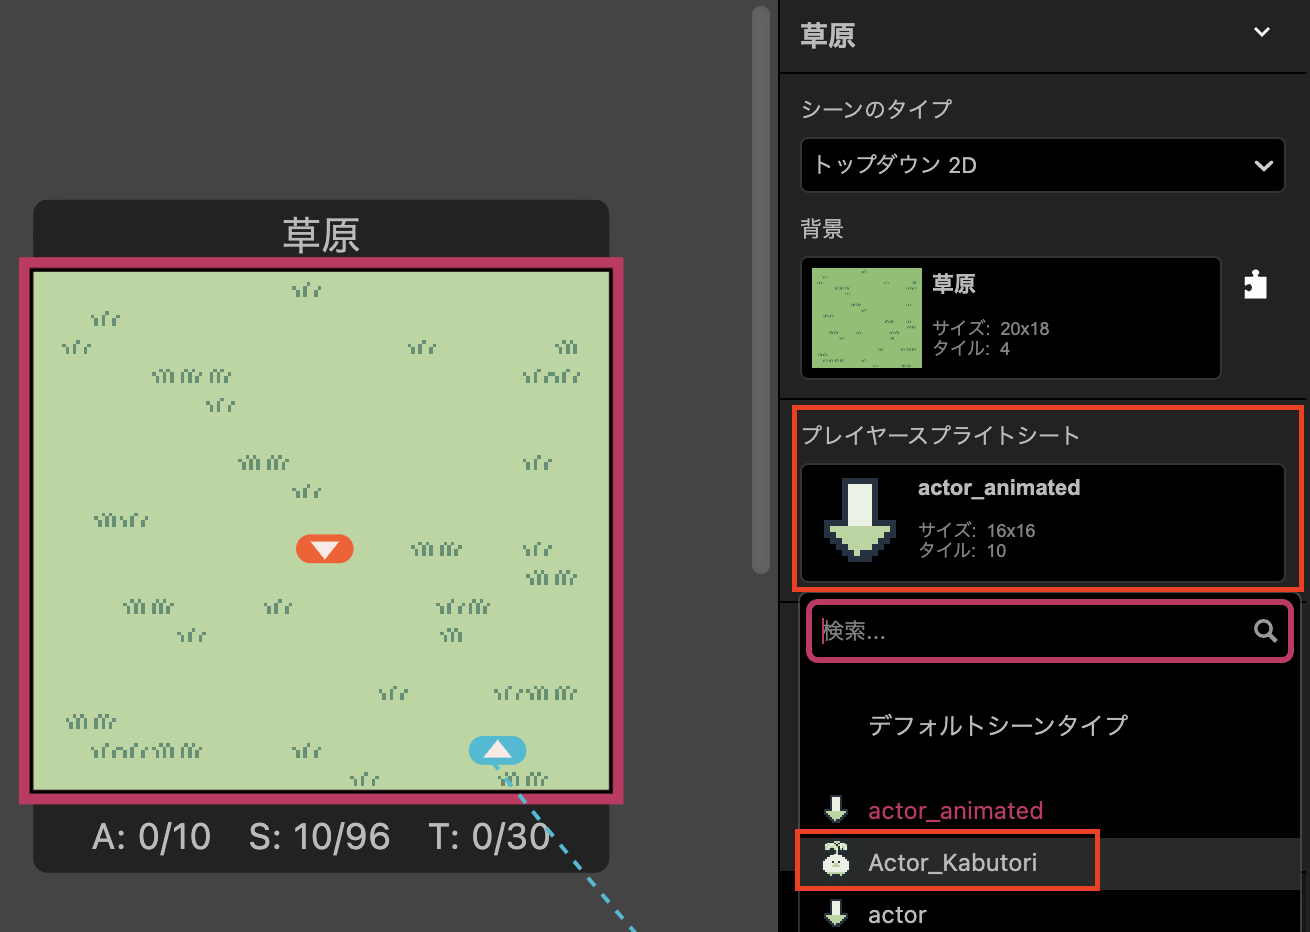 草原
A: 0/10 S: 10/96 T: 0/30
草原
シーンのタイプ
トップダウン 2D
背景
草原
サイズ: 20x18
タイル: 4
プレイヤースプライトシート
actor_animated
サイズ: 16x16
タイル: 10
検索...
デフォルトシーンタイプ
actor_animated
Actor_Kabutori
actor